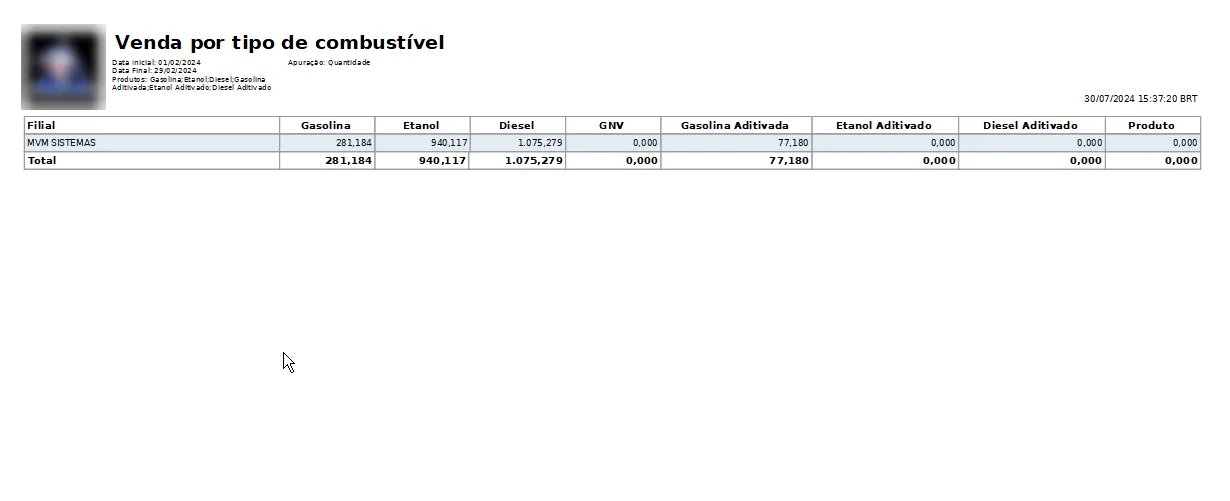 Venda por tipo de combustível
Data Inicial: 01/02/2024 Apuração: Quantidade
Data Final: 29/02/2024
Produtos: Gasolina;Etanol;Diesel;Gasolina
Aditivada;Etanol Aditivado;Diesel Aditivado
30/07/2024 15:37:20 BRT
Filial Gasolina Etanol Diesel GNV Gasolina Aditivada Etanol Aditivado Diesel Aditivado Produto
MVM SISTEMAS 281,184 940,117 1.075,279 0,000 77,180 0,000 0,000 0,000
Total 281,184 940,117 1.075,279 0,000 77,180 0,000 0,000 0,000